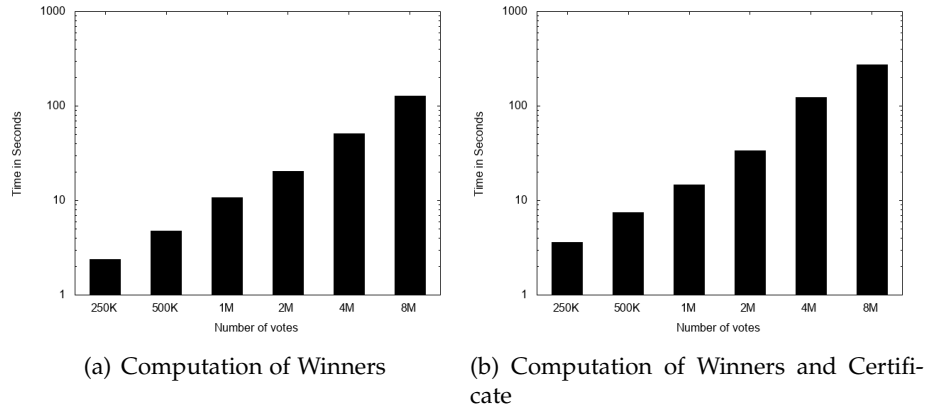 1000
100
10
1
Time in Seconds
250K 500K 1M 2M 4M 8M
Number of votes
(a) Computation of Winners
1000
100
10
1
Time in Seconds
250K 500K 1M 2M 4M 8M
Number of votes
(b) Computation of Winners and Certifi-
cate